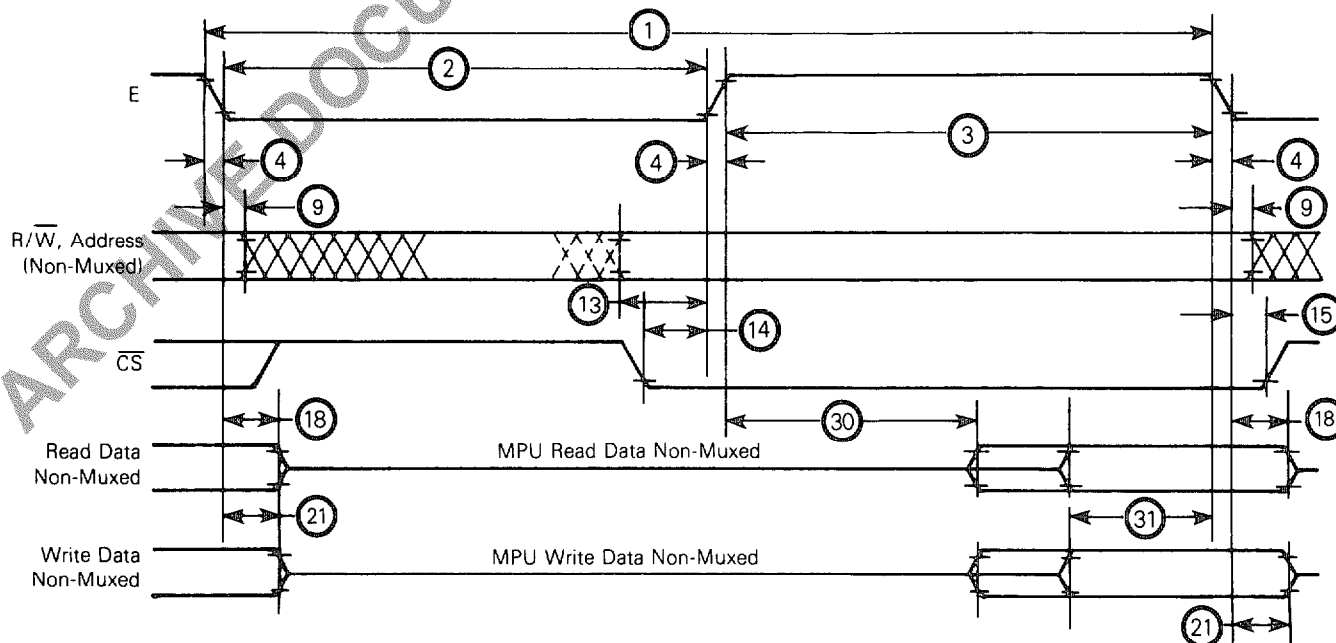 ARCHIVE DOCU
1
2
E
3
4
4
4
9
9
R/W̅, Address
(Non-Muxed)
13
14
15
C̅S̅
18
30
18
Read Data
Non-Muxed
MPU Read Data Non-Muxed
21
31
Write Data
Non-Muxed
MPU Write Data Non-Muxed
21